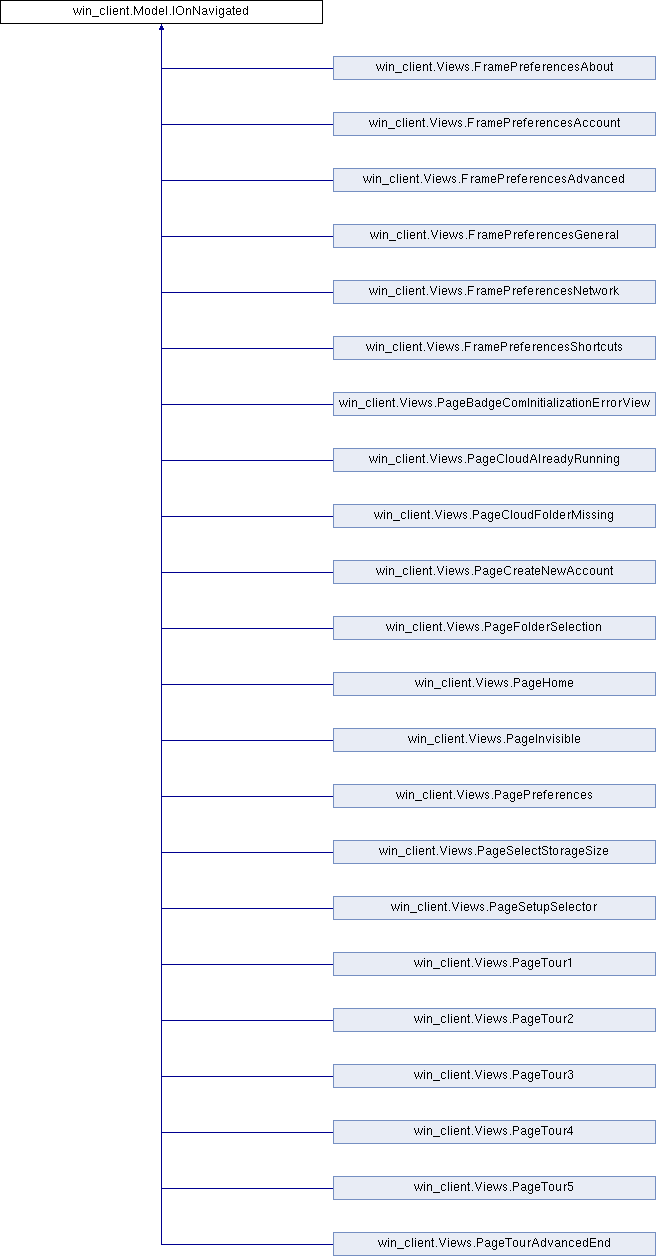 win_client.Model.IOnNavigated
win_client.Views.FramePreferencesAbout
win_client.Views.FramePreferencesAccount
win_client.Views.FramePreferencesAdvanced
win_client.Views.FramePreferencesGeneral
win_client.Views.FramePreferencesNetwork
win_client.Views.FramePreferencesShortcuts
win_client.Views.PageBadgeComInitializationErrorView
win_client.Views.PageCloudAlreadyRunning
win_client.Views.PageCloudFolderMissing
win_client.Views.PageCreateNewAccount
win_client.Views.PageFolderSelection
win_client.Views.PageHome
win_client.Views.PageInvisible
win_client.Views.PagePreferences
win_client.Views.PageSelectStorageSize
win_client.Views.PageSetupSelector
win_client.Views.PageTour1
win_client.Views.PageTour2
win_client.Views.PageTour3
win_client.Views.PageTour4
win_client.Views.PageTour5
win_client.Views.PageTourAdvancedEnd